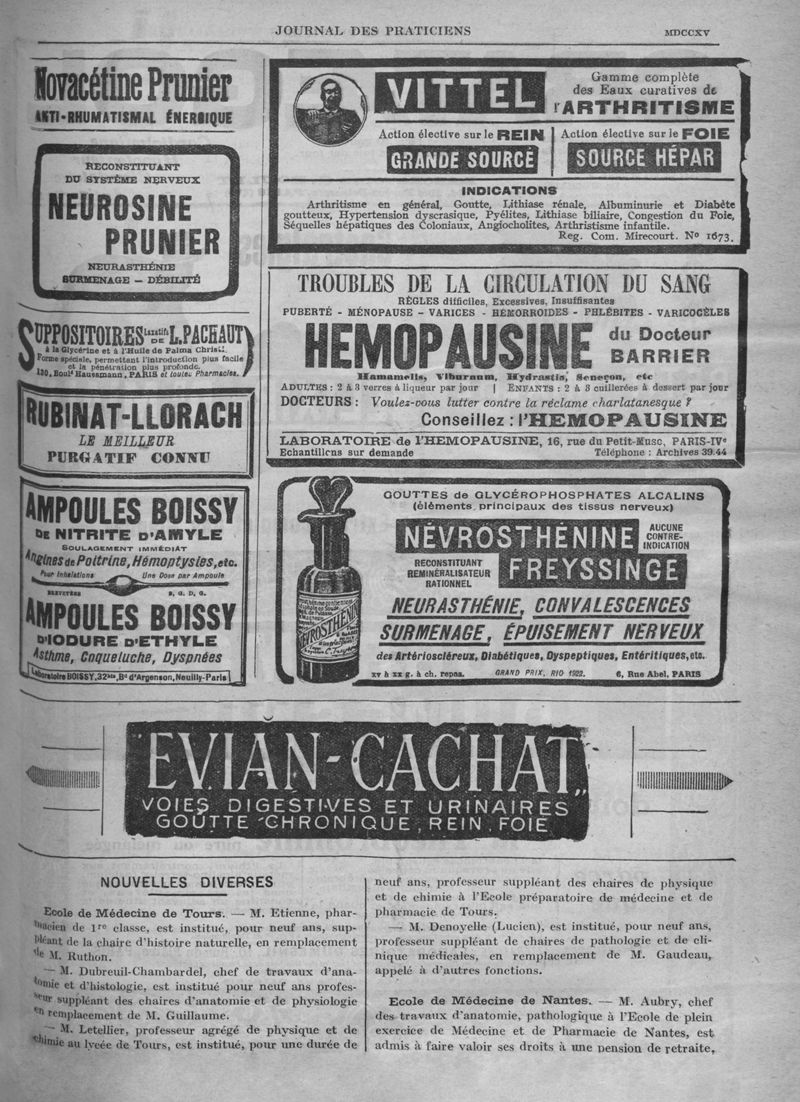 JOURNAL DES PRATICIENS
MDCCXV
Novacétine Prunier
ANTI-RHUMATISMAL ÉNERGIQUE
RECONSTITUANT
DU SYSTÈME NERVEUX
NEUROSINE
PRUNIER
NEURASTHÉNIE
SURMENAGE — DÉBILITÉ
SUPPOSITOIRES Laxatifs DE L. PACHAUT
à la Glycérine et à l'Huile de Palma Christi.
Forme spéciale, permettant l'introduction plus facile
et la pénétration plus profonde.
130, Bould Haussmann, PARIS et toutes Pharmacies.
RUBINAT-LLORACH
LE MEILLEUR
PURGATIF CONNU
AMPOULES BOISSY
DE NITRITE D'AMYLE
SOULAGEMENT IMMÉDIAT
Angines de Poitrine, Hémoptysies, etc.
Pour Inhalations Une Dose par Ampoule
BREVETÉES S. G. D. G.
AMPOULES BOISSY
D'IODURE D'ETHYLE
Asthme, Coqueluche, Dyspnées
Laboratoire BOISSY, 32bis, Bd d'Argenson, Neuilly-Paris
VITTEL
Gamme complète
des Eaux curatives de
l'ARTHRITISME
Action élective sur le REIN
GRANDE SOURCE
Action élective sur le FOIE
SOURCE HÉPAR
INDICATIONS
Arthritisme en général, Goutte, Lithiase rénale, Albuminurie et Diabète
goutteux, Hypertension dyscrasique, Pyélites, Lithiase biliaire, Congestion du Foie,
Séquelles hépatiques des Coloniaux, Angiocholites, Arthristisme infantile.
Reg. Com. Mirecourt. No 1673.
TROUBLES DE LA CIRCULATION DU SANG
RÈGLES difficiles, Excessives, Insuffisantes
PUBERTÉ - MÉNOPAUSE - VARICES - HÉMORROIDES - PHLÉBITES - VARICOCÈLES
HEMOPAUSINE du Docteur
BARRIER
Hamamelis, Viburnum, Hydrastis, Seneçon, etc
ADULTES : 2 à 3 verres à liqueur par jour | ENFANTS : 2 à 3 cuillerées à dessert par jour
DOCTEURS : Voulez-vous lutter contre la réclame charlatanesque ?
Conseillez : l'HEMOPAUSINE
LABORATOIRE de l'HEMOPAUSINE, 16, rue du Petit-Musc, PARIS-IVe
Echantillons sur demande Téléphone : Archives 39.44
GOUTTES de GLYCÉROPHOSPHATES ALCALINS
(éléments principaux des tissus nerveux)
NÉVROSTHÉNINE
AUCUNE
CONTRE-
INDICATION
RECONSTITUANT
REMINÉRALISATEUR
RATIONNEL
FREYSSINGE
NEURASTHÉNIE, CONVALESCENCES
SURMENAGE, ÉPUISEMENT NERVEUX
des Artérioscléreux, Diabétiques, Dyspeptiques, Entéritiques, etc.
xv à xx g. à ch. repas. GRAND PRIX, RIO 1922. 6, Rue Abel, PARIS
"EVIAN-CACHAT"
VOIES DIGESTIVES ET URINAIRES
GOUTTE CHRONIQUE, REIN. FOIE
NOUVELLES DIVERSES
Ecole de Médecine de Tours. — M. Etienne, phar-
macien de 1re classe, est institué, pour neuf ans, sup-
pléant de la chaire d'histoire naturelle, en remplacement
de M. Ruthon.
— M. Dubreuil-Chambardel, chef de travaux d'ana-
tomie et d'histologie, est institué pour neuf ans profes-
seur suppléant des chaires d'anatomie et de physiologie
en remplacement de M. Guillaume.
— M. Letellier, professeur agrégé de physique et de
chimie au lycée de Tours, est institué, pour une durée de
neuf ans, professeur suppléant des chaires de physique
et de chimie à l'Ecole préparatoire de médecine et de
pharmacie de Tours.
— M. Denoyelle (Lucien), est institué, pour neuf ans,
professeur suppléant de chaires de pathologie et de cli-
nique médicales, en remplacement de M. Gaudeau,
appelé à d'autres fonctions.
Ecole de Médecine de Nantes. — M. Aubry, chef
des travaux d'anatomie, pathologique à l'Ecole de plein
exercice de Médecine et de Pharmacie de Nantes, est
admis à faire valoir ses droits à une pension de retraite,